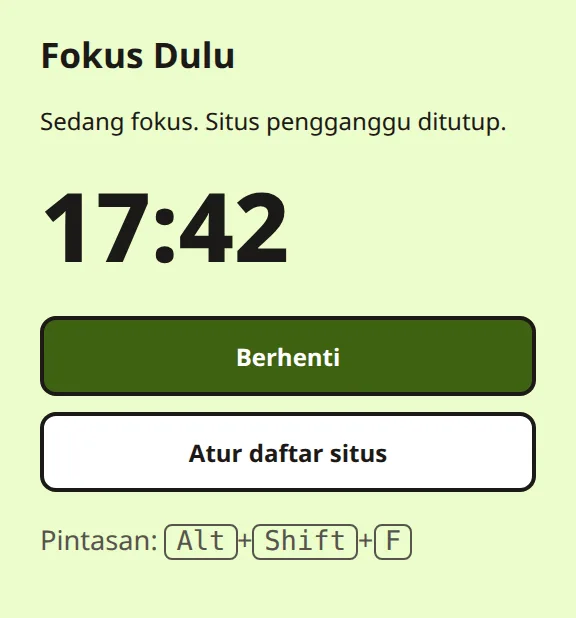 Fokus Dulu
Sedang fokus. Situs pengganggu ditutup.
17:42
Berhenti
Atur daftar situs
Pintasan: Alt+Shift+F